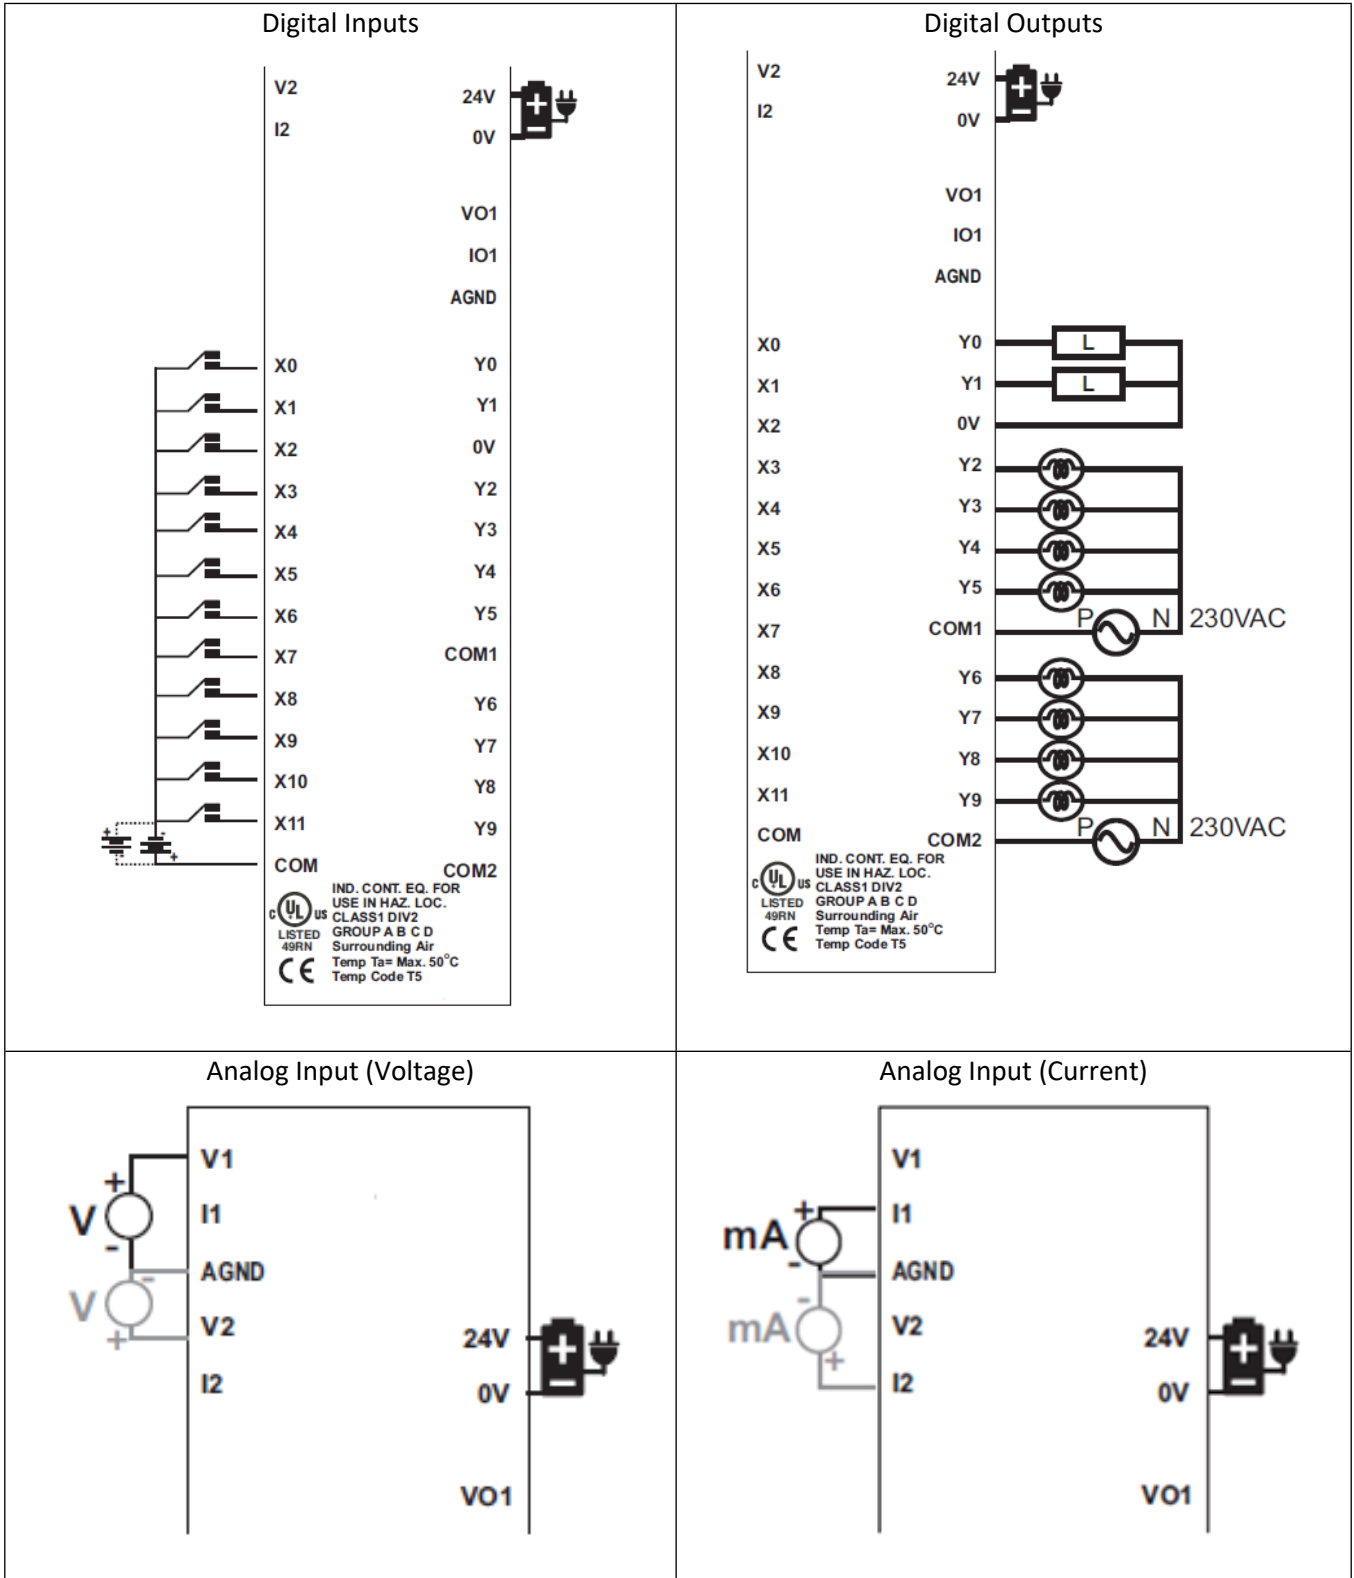 Digital Inputs
V2
24V
I2
0V
VO1
IO1
AGND
X0 Y0
X1 Y1
X2 0V
X3 Y2
X4 Y3
X5 Y4
X6 Y5
X7 COM1
X8 Y6
X9 Y7
X10 Y8
X11 Y9
+ - - +
COM COM2
IND. CONT. EQ. FOR
USE IN HAZ. LOC.
C UL US CLASS1 DIV2
LISTED GROUP A B C D
49RN Surrounding Air
CE Temp Ta= Max. 50°C
Temp Code T5
Digital Outputs
V2 24V
I2 0V
VO1
IO1
AGND
X0 Y0 L
X1 Y1 L
X2 0V
X3 Y2
X4 Y3
X5 Y4
X6 Y5
X7 COM1 P N 230VAC
X8 Y6
X9 Y7
X10 Y8
X11 Y9
COM COM2 P N 230VAC
IND. CONT. EQ. FOR
USE IN HAZ. LOC.
C UL US CLASS1 DIV2
LISTED GROUP A B C D
49RN Surrounding Air
CE Temp Ta= Max. 50°C
Temp Code T5
Analog Input (Voltage)
V1
+
V I1
-
AGND
-
V V2
+
24V
I2 0V
VO1
Analog Input (Current)
V1
+ I1
mA
- AGND
-
mA V2
+
24V
I2 0V
VO1